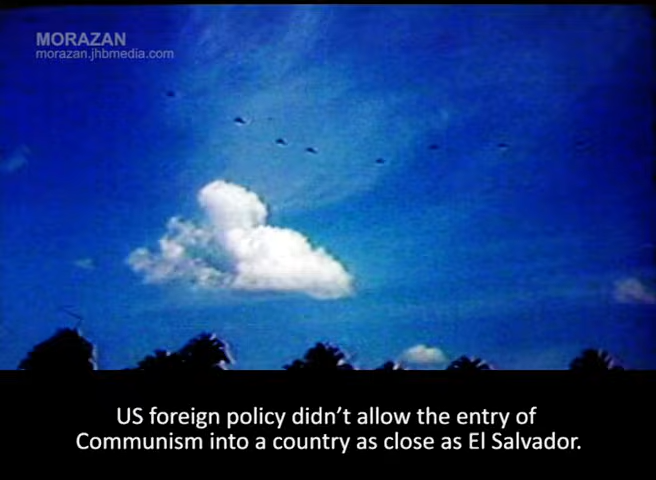 MORAZAN
morazan.jhbmedia.com
US foreign policy didn't allow the entry of
Communism into a country as close as El Salvador.